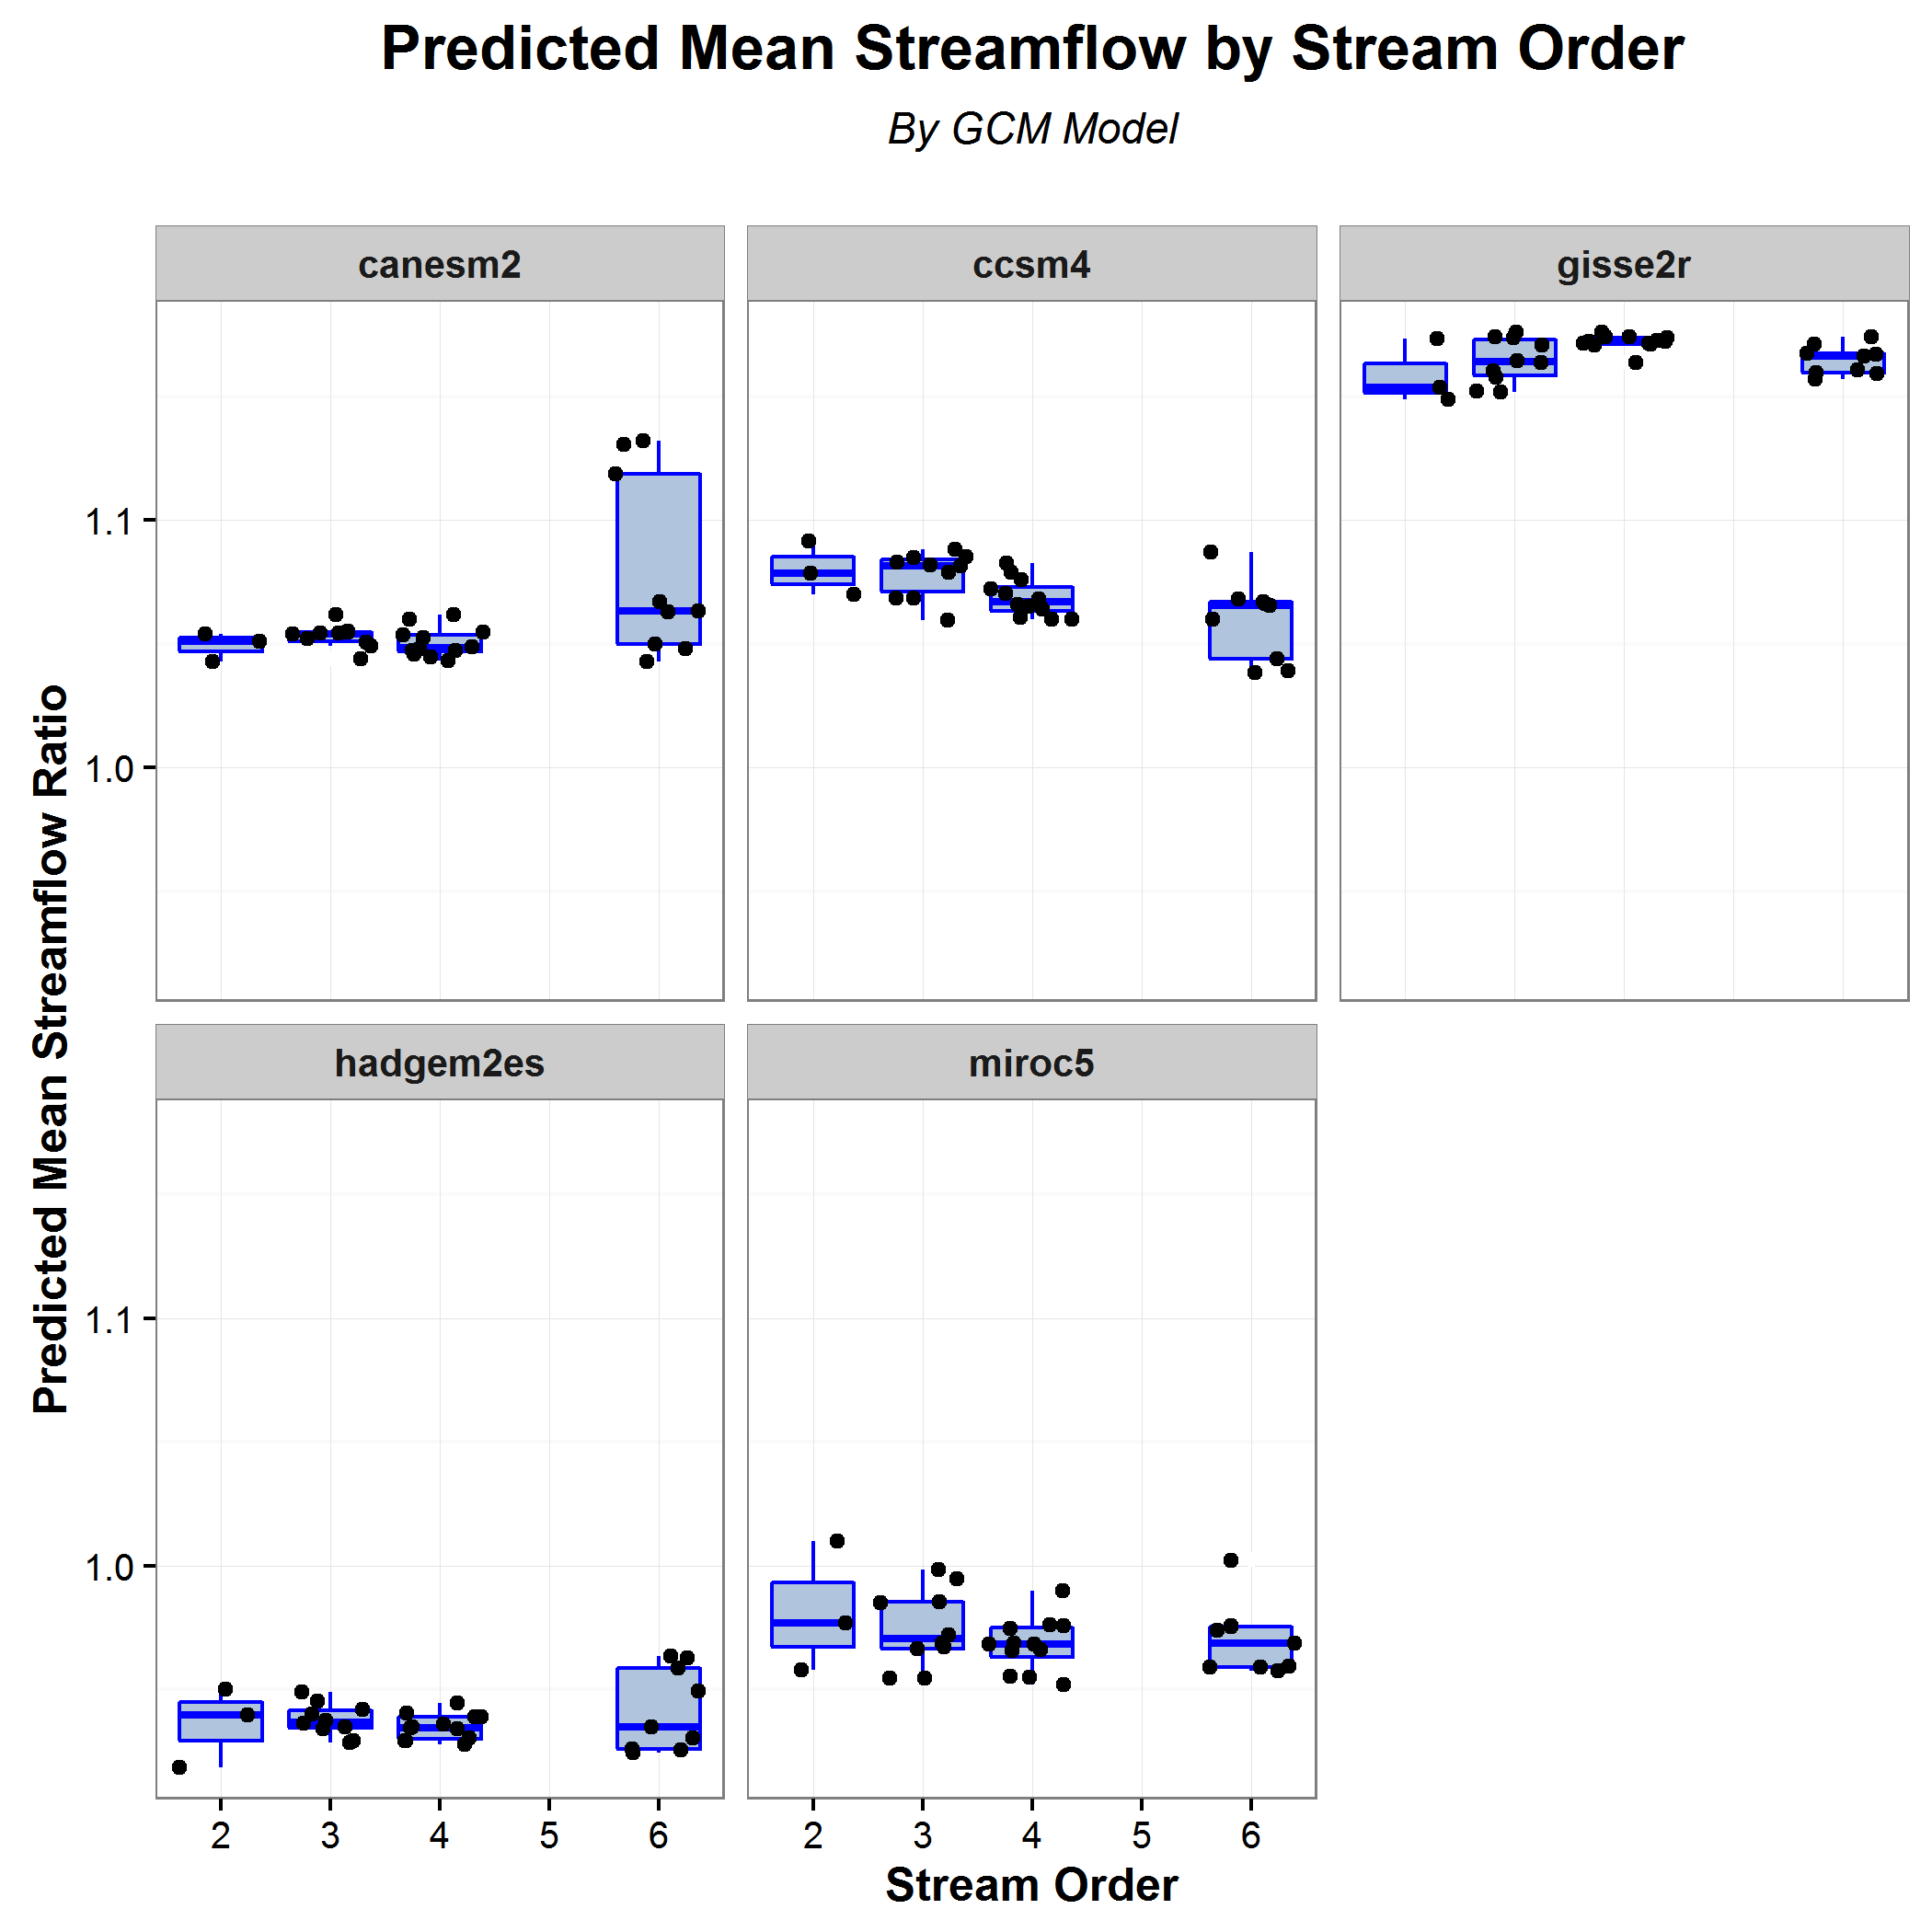 Predicted Mean Streamflow by Stream Order
By GCM Model
canesm2
ccsm4
gisse2r
1.1
1.0
Predicted Mean Streamflow Ratio
hadgem2es
miroc5
1.1
1.0
2 3 4 5 6
2 3 4 5 6
Stream Order